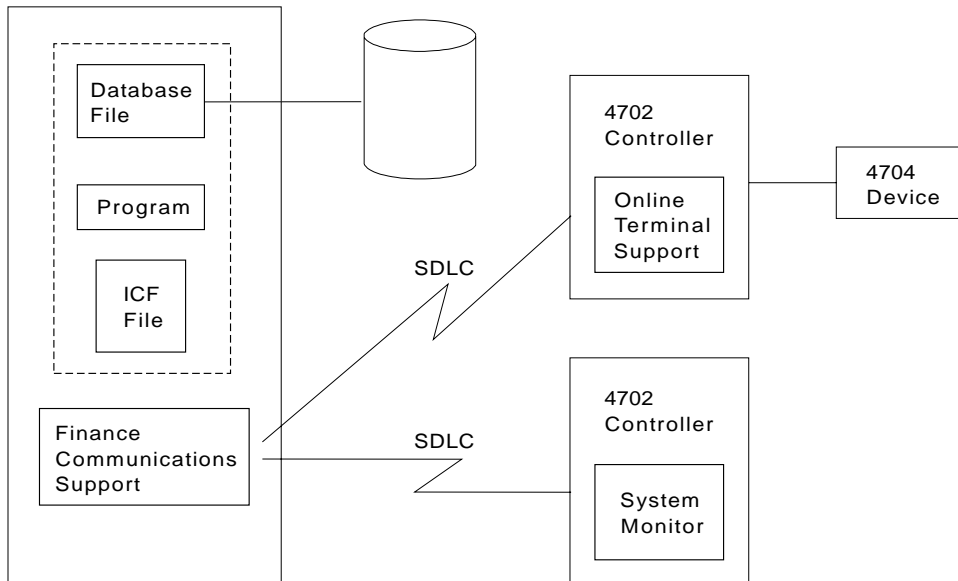 Database
File
Program
ICF
File
Finance
Communications
Support
SDLC
SDLC
4702
Controller
Online
Terminal
Support
4704
Device
4702
Controller
System
Monitor